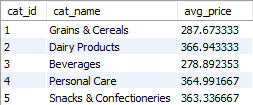 cat_id cat_name avg_price
1 Grains & Cereals 287.673333
2 Dairy Products 366.943333
3 Beverages 278.892353
4 Personal Care 364.991667
5 Snacks & Confectioneries 363.336667